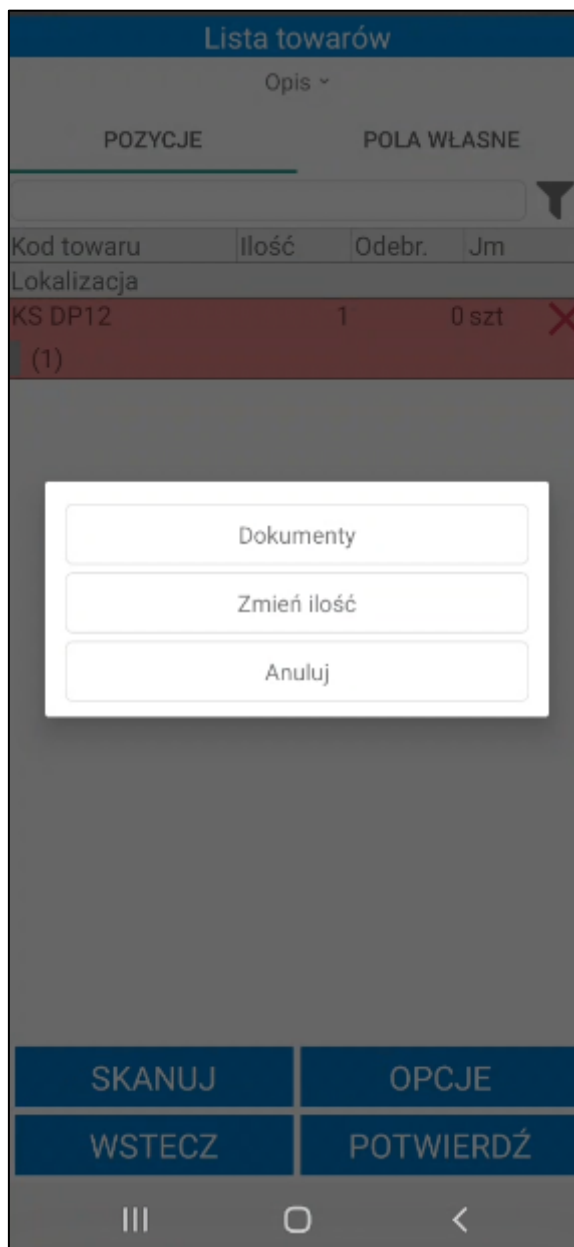 Lista towarów
Opis
POZYCJE POLA WŁASNE
Kod towaru Ilość Odebr. Jm
Lokalizacja
KS DP12 1 0 szt
(1)
Dokumenty
Zmień ilość
Anuluj
SKANUJ OPCJE
WSTECZ POTWIERDŹ